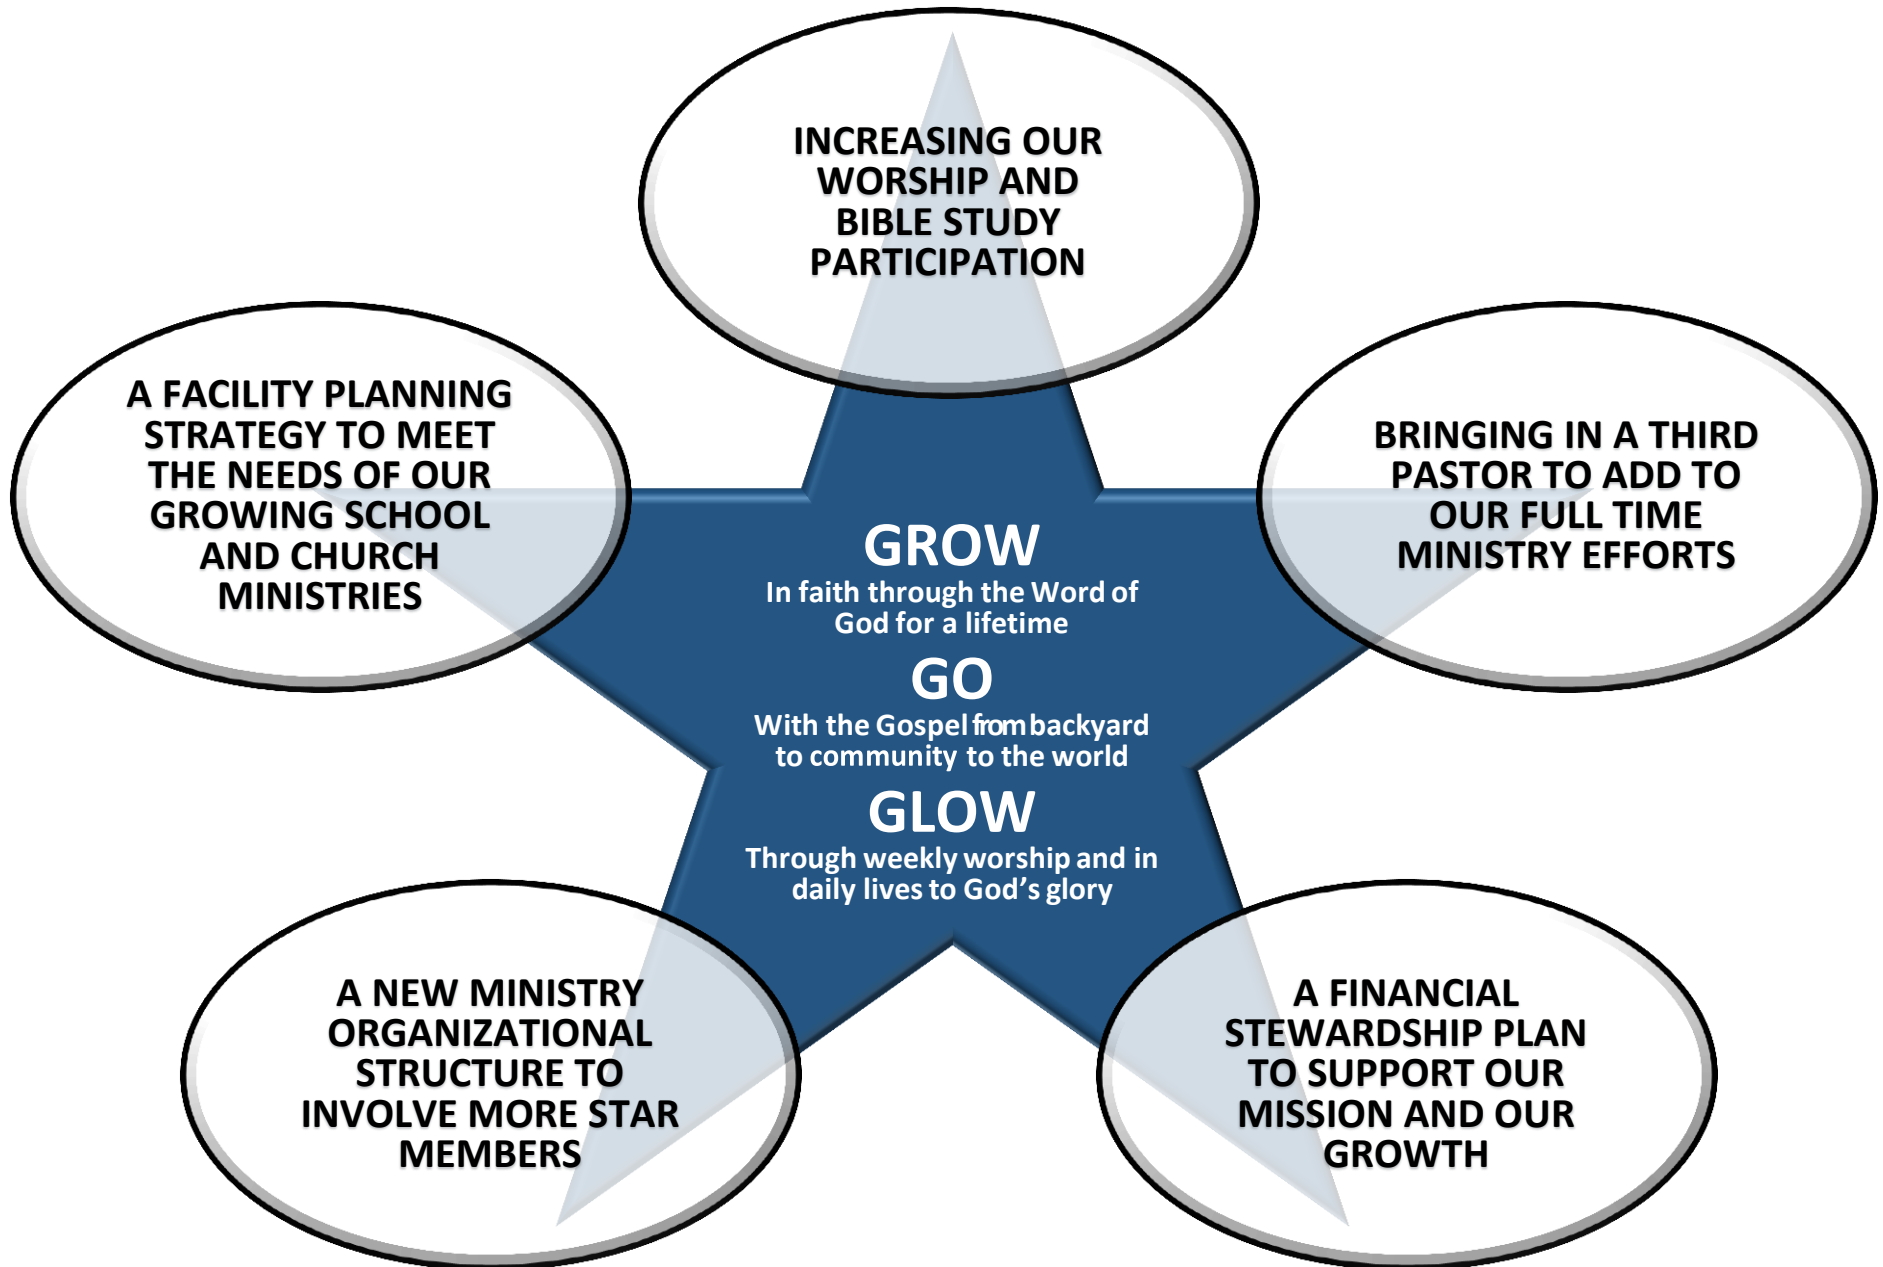 INCREASING OUR
WORSHIP AND
BIBLE STUDY
PARTICIPATION
A FACILITY PLANNING
STRATEGY TO MEET
THE NEEDS OF OUR
GROWING SCHOOL
AND CHURCH
MINISTRIES
BRINGING IN A THIRD
PASTOR TO ADD TO
OUR FULL TIME
MINISTRY EFFORTS
GROW
In faith through the Word of
God for a lifetime
GO
With the Gospel from backyard
to community to the world
GLOW
Through weekly worship and in
daily lives to God’s glory
A NEW MINISTRY
ORGANIZATIONAL
STRUCTURE TO
INVOLVE MORE STAR
MEMBERS
A FINANCIAL
STEWARDSHIP PLAN
TO SUPPORT OUR
MISSION AND OUR
GROWTH